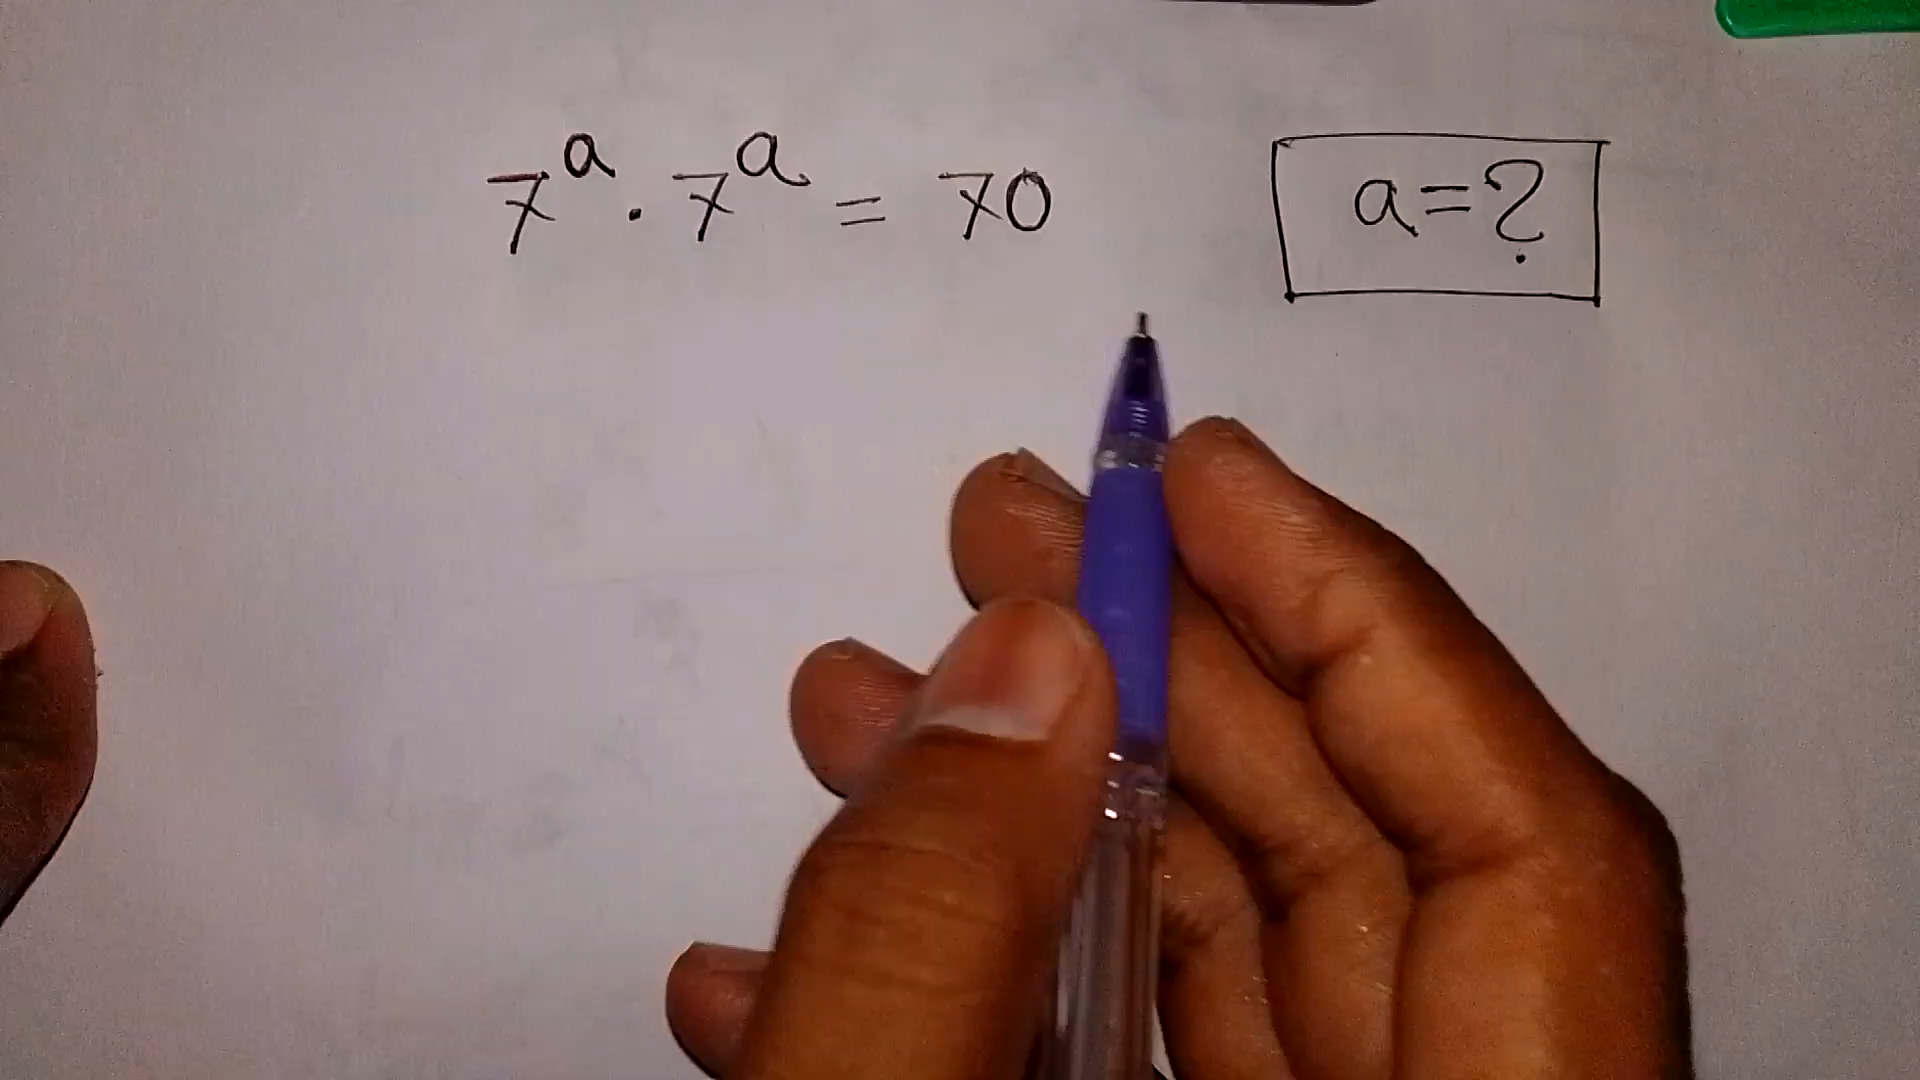 7^a · 7^a = 70
a = ?